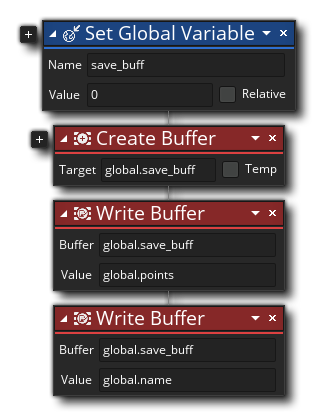 Set Global Variable
Name save_buff
Value 0 Relative
Create Buffer
Target global.save_buff Temp
Write Buffer
Buffer global.save_buff
Value global.points
Write Buffer
Buffer global.save_buff
Value global.name